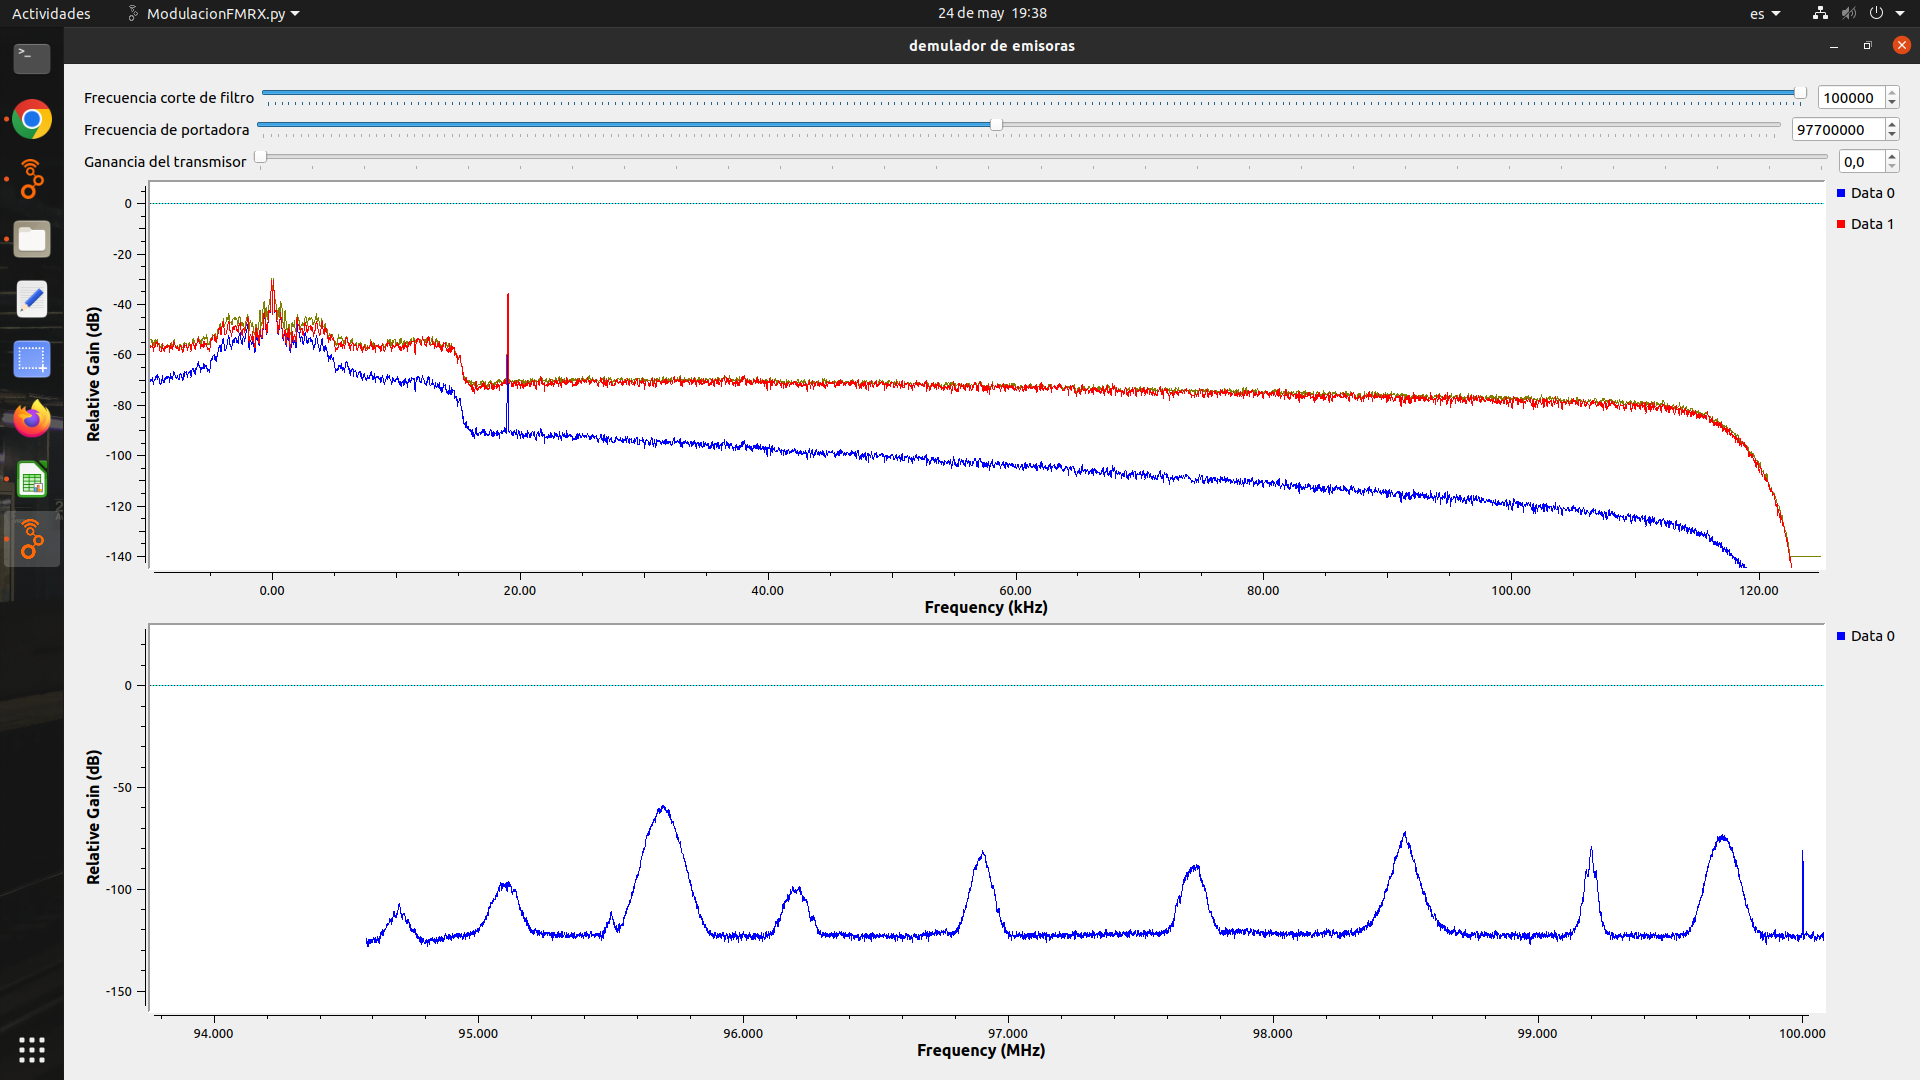 Actividades
ModulacionFMRX.py
24 de may 19:38
es
demulador de emisoras
Frecuencia corte de filtro
100000
Frecuencia de portadora
97700000
Ganancia del transmisor
0,0
Data 0
Data 1
Relative Gain (dB)
0
-20
-40
-60
-80
-100
-120
-140
0.00
20.00
40.00
60.00
80.00
100.00
120.00
Frequency (kHz)
Data 0
Relative Gain (dB)
0
-50
-100
-150
94.000
95.000
96.000
97.000
98.000
99.000
100.000
Frequency (MHz)